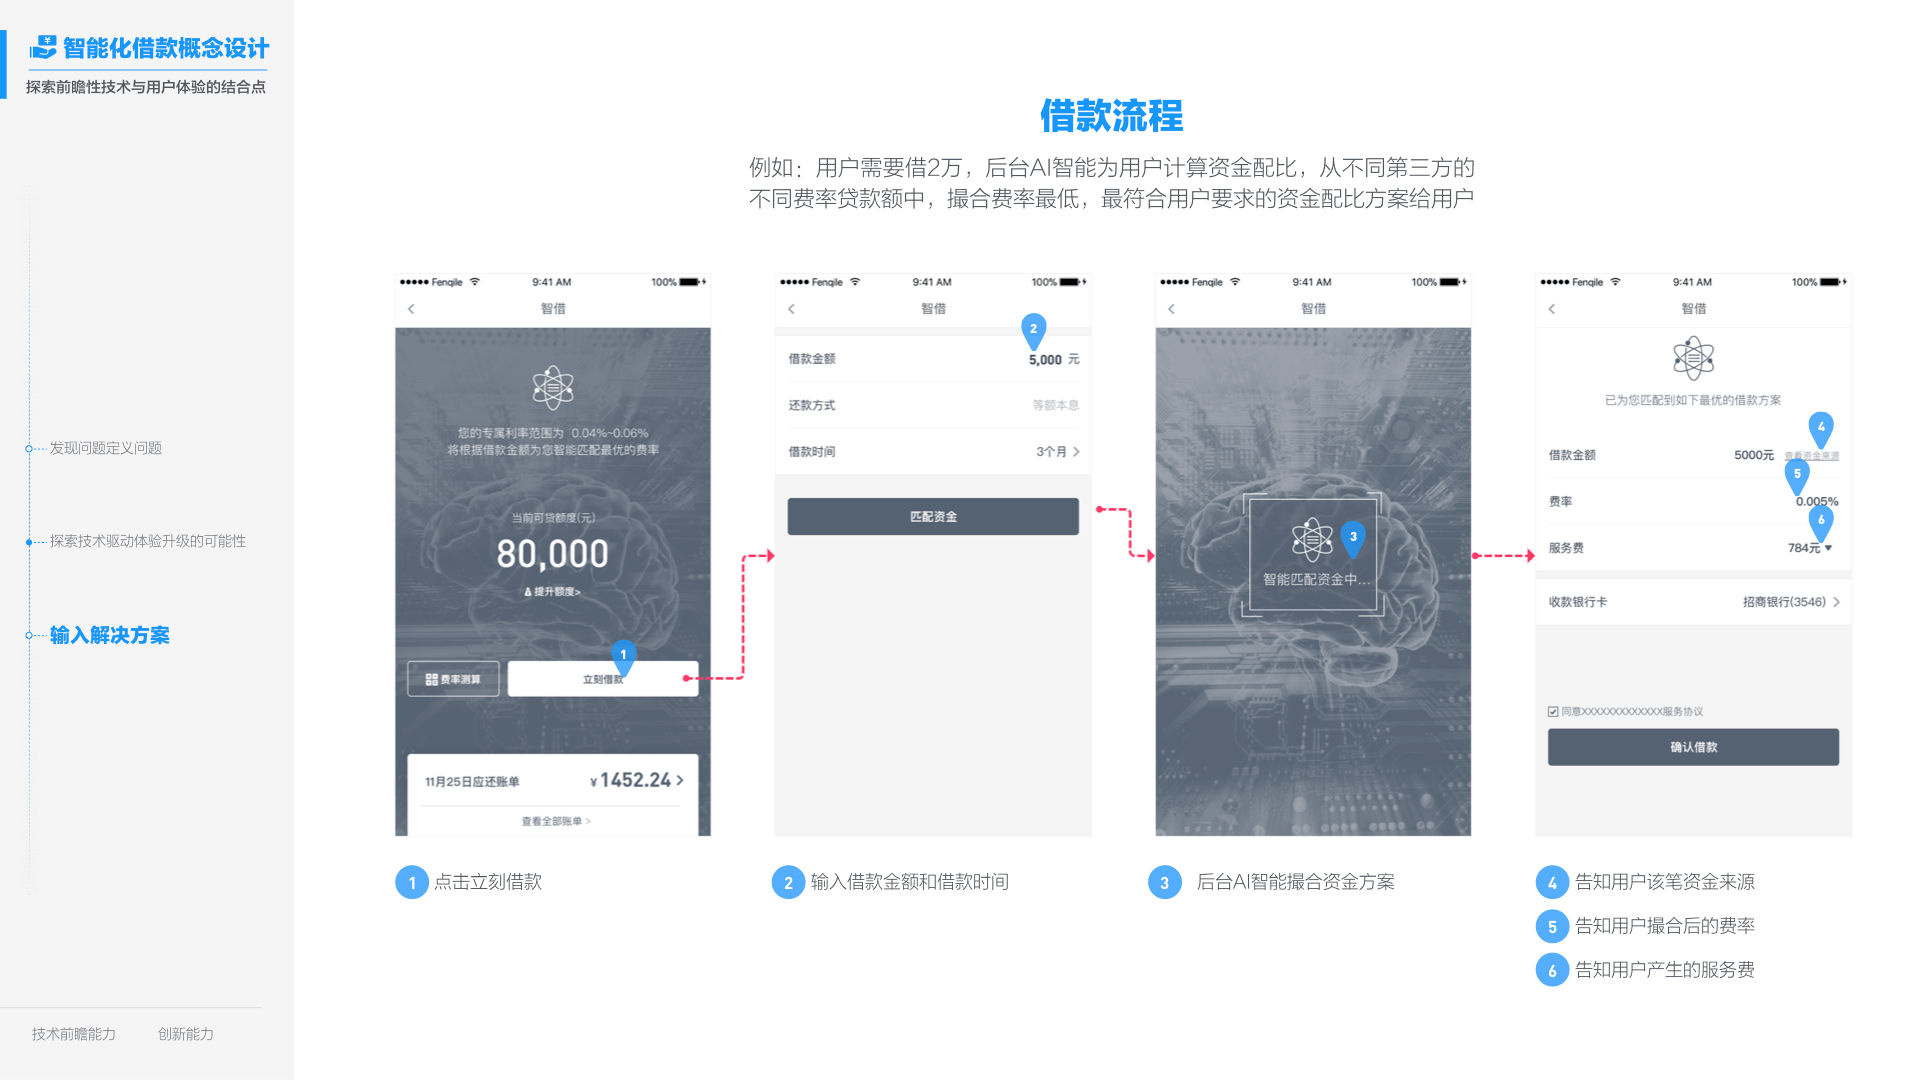 智能化借款概念设计
探索前瞻性技术与用户体验的结合点
发现问题定义问题
探索技术驱动体验升级的可能性
输入解决方案
技术前瞻能力 创新能力
借款流程
例如：用户需要借2万，后台AI智能为用户计算资金配比，从不同第三方的
不同费率贷款额中，撮合费率最低，最符合用户要求的资金配比方案给用户
Fenqile 9:41 AM 100%
智借
您的专属利率范围为 0.04%~0.06%
将根据借款金额为您智能匹配最优的费率
当前可贷额度(元)
80,000
提升额度>
1
费率测算 立刻借款
11月25日应还账单 ¥1452.24
查看全部账单 >
1 点击立刻借款
Fenqile 9:41 AM 100%
智借
2
借款金额 5,000 元
还款方式 等额本息
借款时间 3个月
匹配资金
2 输入借款金额和借款时间
Fenqile 9:41 AM 100%
智借
3
智能匹配资金中...
3 后台AI智能撮合资金方案
Fenqile 9:41 AM 100%
智借
已为您匹配到如下最优的借款方案
4
借款金额 5000元 查看资金来源
5
费率 0.005%
6
服务费 784元
收款银行卡 招商银行(3546)
同意XXXXXXXXXXXXX服务协议
确认借款
4 告知用户该笔资金来源
5 告知用户撮合后的费率
6 告知用户产生的服务费